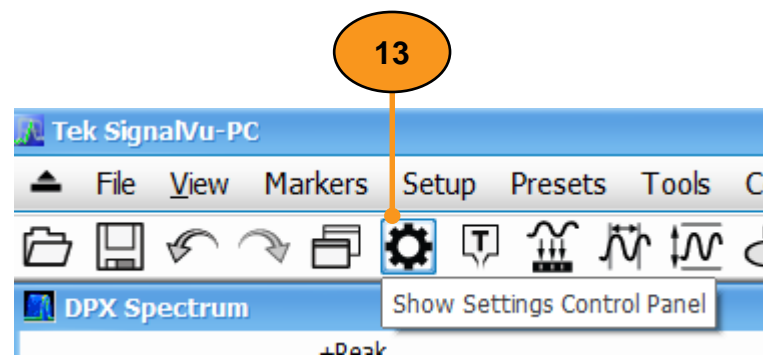 13
Tek SignalVu-PC
File View Markers Setup Presets Tools C
T
DPX Spectrum
Show Settings Control Panel
+Peak